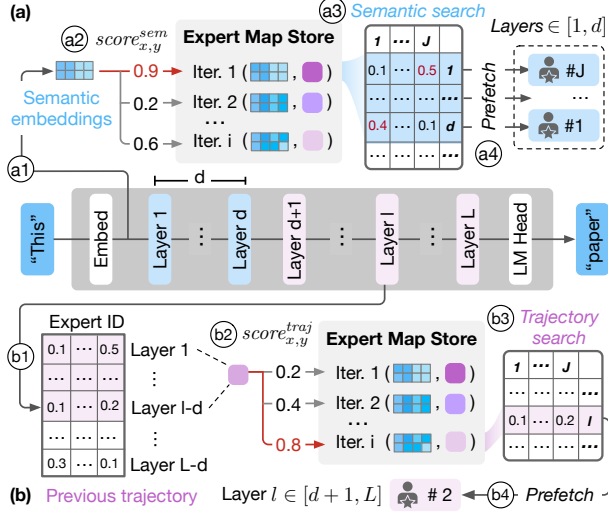 (a)
a2 score^{sem}_{x,y}
Expert Map Store
a3 Semantic search
Layers ∈ [1, d]
Semantic embeddings
0.9
0.2
...
0.6
Iter. 1 ( , )
Iter. 2 ( , )
...
Iter. i ( , )
1 ... J
0.1 ... 0.5 1
... ... ... ...
0.4 ... 0.1 d
... ... ... ...
Prefetch
a4
#J
...
#1
a1
d
"This"
Embed
Layer 1
...
Layer d
Layer d+1
...
Layer l
...
Layer L
LM Head
"paper"
b1
Expert ID
0.1 ... 0.5
... ... ...
0.1 ... 0.2
... ... ...
0.3 ... 0.1
Layer 1
⋮
Layer l-d
⋮
Layer L-d
b2 score^{traj}_{x,y}
0.2
0.4
...
0.8
Expert Map Store
Iter. 1 ( , )
Iter. 2 ( , )
...
Iter. i ( , )
b3 Trajectory search
1 ... J
... ... ... ...
0.1 ... 0.2 l
... ... ... ...
(b) Previous trajectory
Layer l ∈ [d + 1, L]
# 2
b4 Prefetch